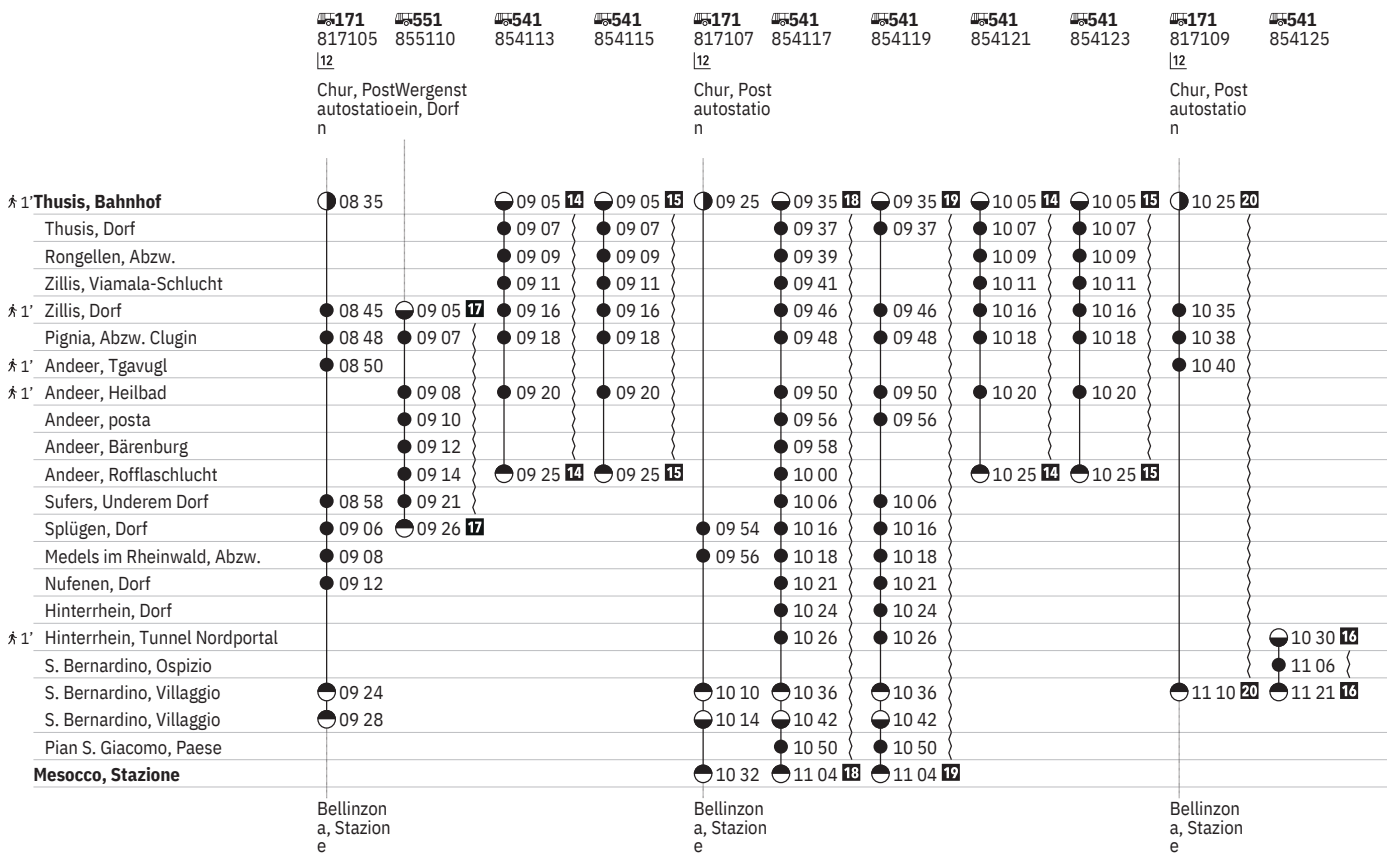 171 551 541 541 171 541 541 541 541 171 541
817105 855110 854113 854115 817107 854117 854119 854121 854123 817109 854125
12 12 12
Chur, Post Wergenst Chur, Post Chur, Post
autostatio ein, Dorf autostatio autostatio
n n n
1' Thusis, Bahnhof 08 35 09 05 14 09 05 15 09 25 09 35 18 09 35 19 10 05 14 10 05 15 10 25 20
Thusis, Dorf 09 07 09 07 09 37 09 37 10 07 10 07
Rongellen, Abzw. 09 09 09 09 09 39 10 09 10 09
Zillis, Viamala-Schlucht 09 11 09 11 09 41 10 11 10 11
1' Zillis, Dorf 08 45 09 05 17 09 16 09 16 09 46 09 46 10 16 10 16 10 35
Pignia, Abzw. Clugin 08 48 09 07 09 18 09 18 09 48 09 48 10 18 10 18 10 38
1' Andeer, Tgavugl 08 50 10 40
1' Andeer, Heilbad 09 08 09 20 09 20 09 50 09 50 10 20 10 20
Andeer, posta 09 10 09 56 09 56
Andeer, Bärenburg 09 12 09 58
Andeer, Rofflaschlucht 09 14 09 25 14 09 25 15 10 00 10 25 14 10 25 15
Sufers, Underem Dorf 08 58 09 21 10 06 10 06
Splügen, Dorf 09 06 09 26 17 09 54 10 16 10 16
Medels im Rheinwald, Abzw. 09 08 09 56 10 18 10 18
Nufenen, Dorf 09 12 10 21 10 21
Hinterrhein, Dorf 10 24 10 24
1' Hinterrhein, Tunnel Nordportal 10 26 10 26 10 30 16
S. Bernardino, Ospizio 11 06
S. Bernardino, Villaggio 09 24 10 10 10 36 10 36 11 10 20 11 21 16
S. Bernardino, Villaggio 09 28 10 14 10 42 10 42
Pian S. Giacomo, Paese 10 50 10 50
Mesocco, Stazione 10 32 11 04 18 11 04 19
Bellinzon Bellinzon Bellinzon
a, Stazion a, Stazion a, Stazion
e e e